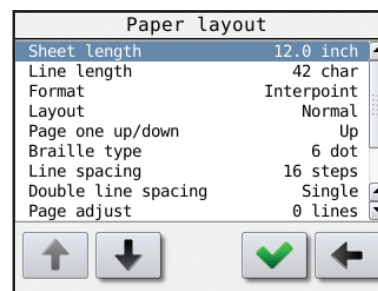 Paper layout
Sheet length 12.0 inch
Line length 42 char
Format Interpoint
Layout Normal
Page one up/down Up
Braille type 6 dot
Line spacing 16 steps
Double line spacing Single
Page adjust 0 lines